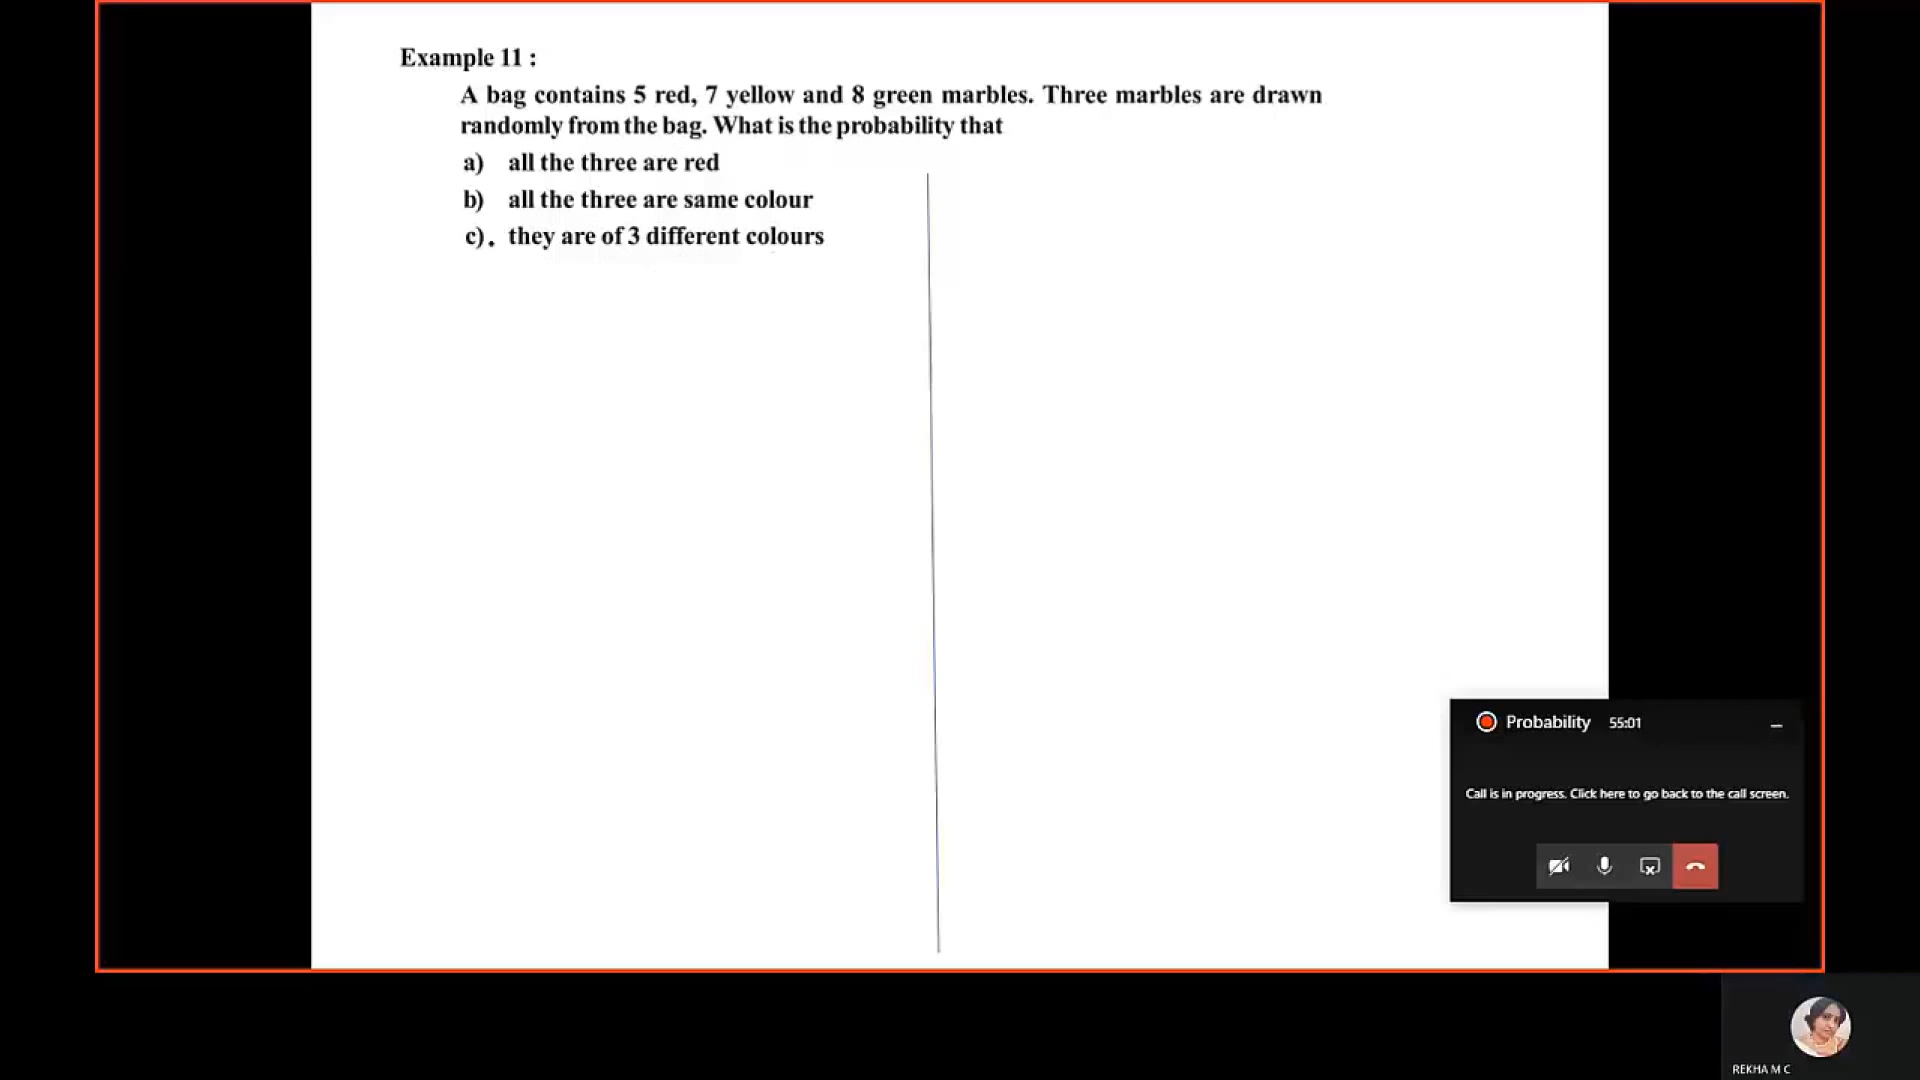 Example 11 :
A bag contains 5 red, 7 yellow and 8 green marbles. Three marbles are drawn
randomly from the bag. What is the probability that
a) all the three are red
b) all the three are same colour
c). they are of 3 different colours
Probability 55:01
Call is in progress. Click here to go back to the call screen.
REKHA M C